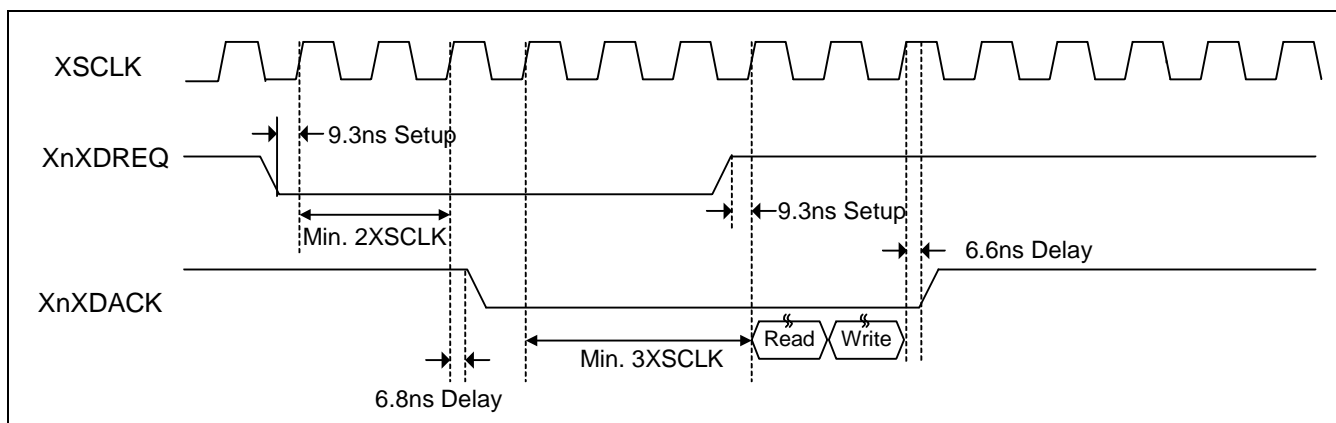 XSCLK
9.3ns Setup
XnXDREQ
9.3ns Setup
Min. 2XSCLK
6.6ns Delay
XnXDACK
Read
Write
Min. 3XSCLK
6.8ns Delay